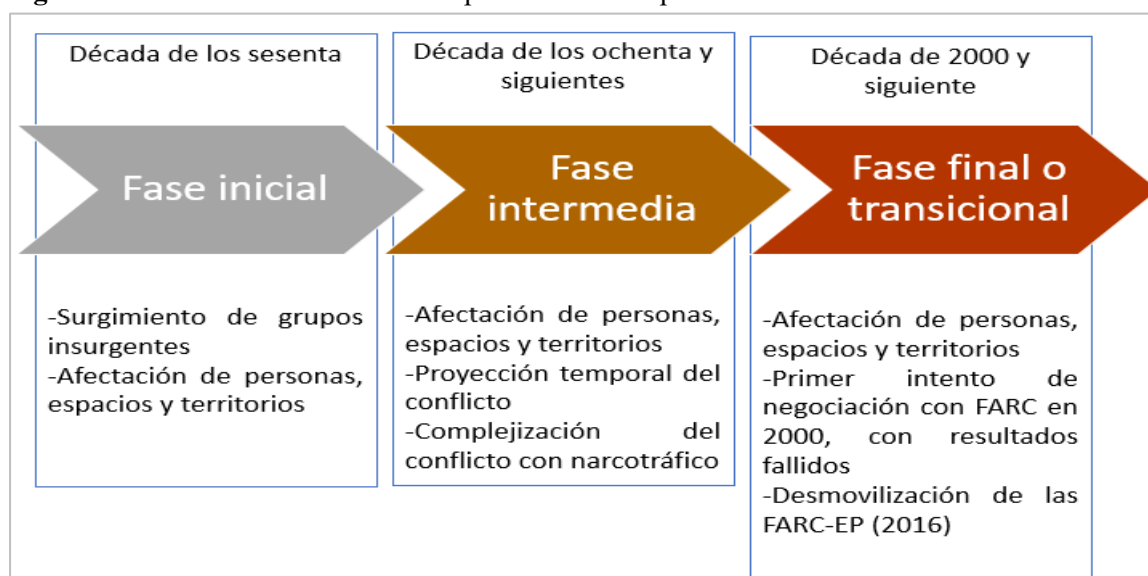 Década de los sesenta
Fase inicial
-Surgimiento de grupos
insurgentes
-Afectación de personas,
espacios y territorios
Década de los ochenta y
siguientes
Fase
intermedia
-Afectación de personas,
espacios y territorios
-Proyección temporal del
conflicto
-Complejización del
conflicto con narcotráfico
Década de 2000 y
siguiente
Fase final o
transicional
-Afectación de personas,
espacios y territorios
-Primer intento de
negociación con FARC en
2000, con resultados
fallidos
-Desmovilización de las
FARC-EP (2016)